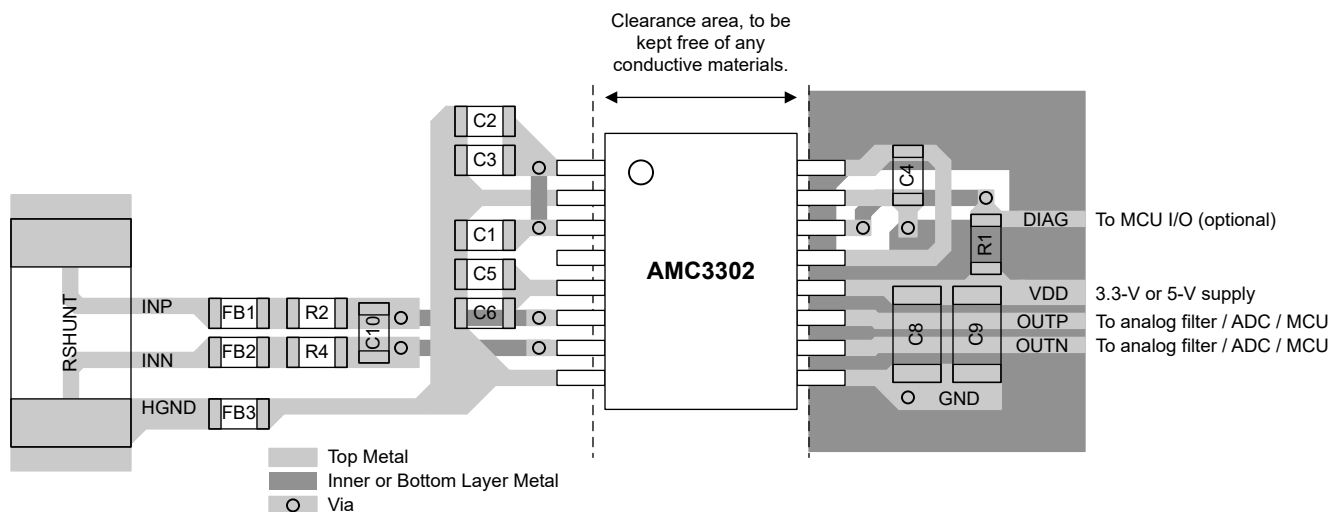 Clearance area, to be
kept free of any
conductive materials.
C2
C3
C1
C5
C6
C4
R1
AMC3302
DIAG To MCU I/O (optional)
VDD 3.3-V or 5-V supply
OUTP To analog filter / ADC / MCU
OUTN To analog filter / ADC / MCU
C8
C9
GND
RSHUNT
INP
FB1
R2
C10
INN
FB2
R4
HGND
FB3
Top Metal
Inner or Bottom Layer Metal
Via